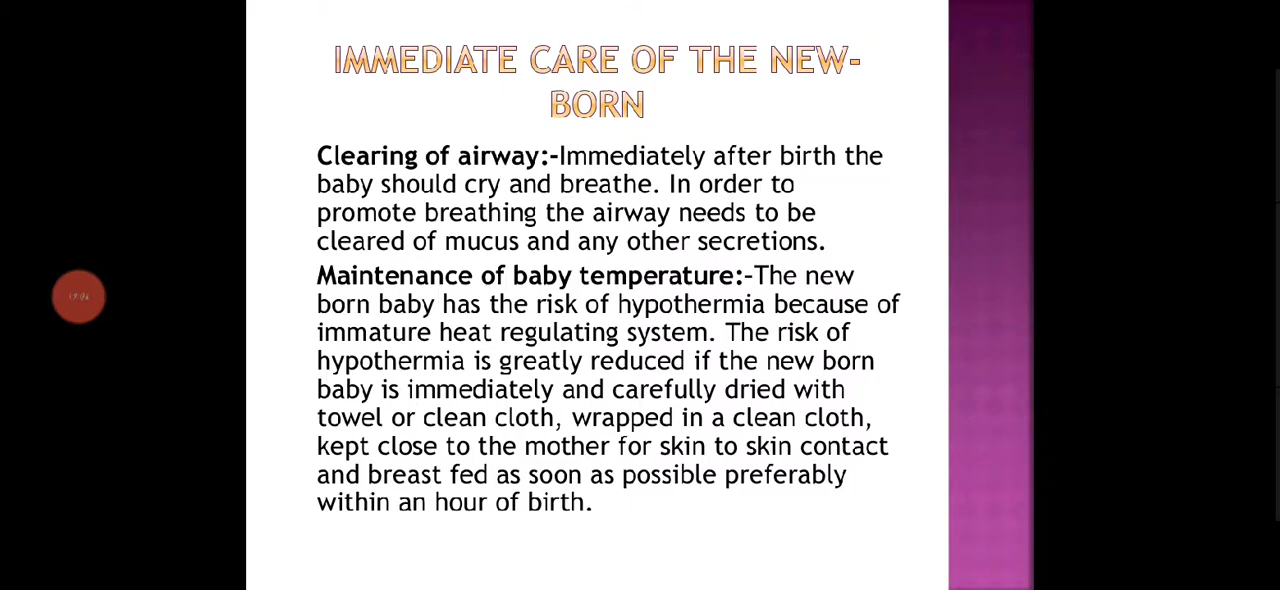 IMMEDIATE CARE OF THE NEW-
BORN
Clearing of airway:-Immediately after birth the
baby should cry and breathe. In order to
promote breathing the airway needs to be
cleared of mucus and any other secretions.
Maintenance of baby temperature:-The new
born baby has the risk of hypothermia because of
immature heat regulating system. The risk of
hypothermia is greatly reduced if the new born
baby is immediately and carefully dried with
towel or clean cloth, wrapped in a clean cloth,
kept close to the mother for skin to skin contact
and breast fed as soon as possible preferably
within an hour of birth.